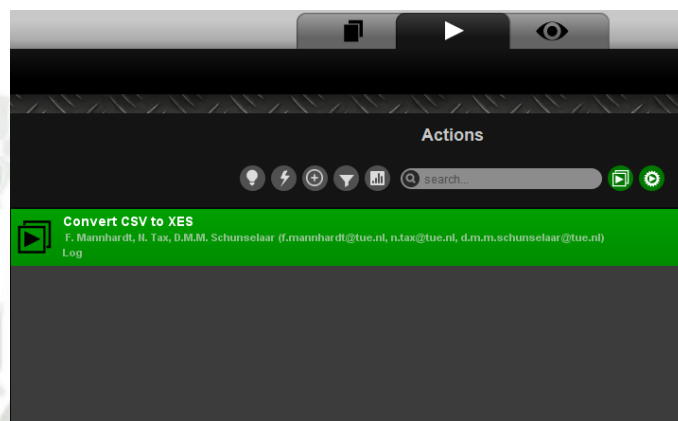 Actions
search...
Convert CSV to XES
F. Mannhardt, N. Tax, D.M.M. Schunselaar (f.mannhardt@tue.nl, n.tax@tue.nl, d.m.m.schunselaar@tue.nl)
Log